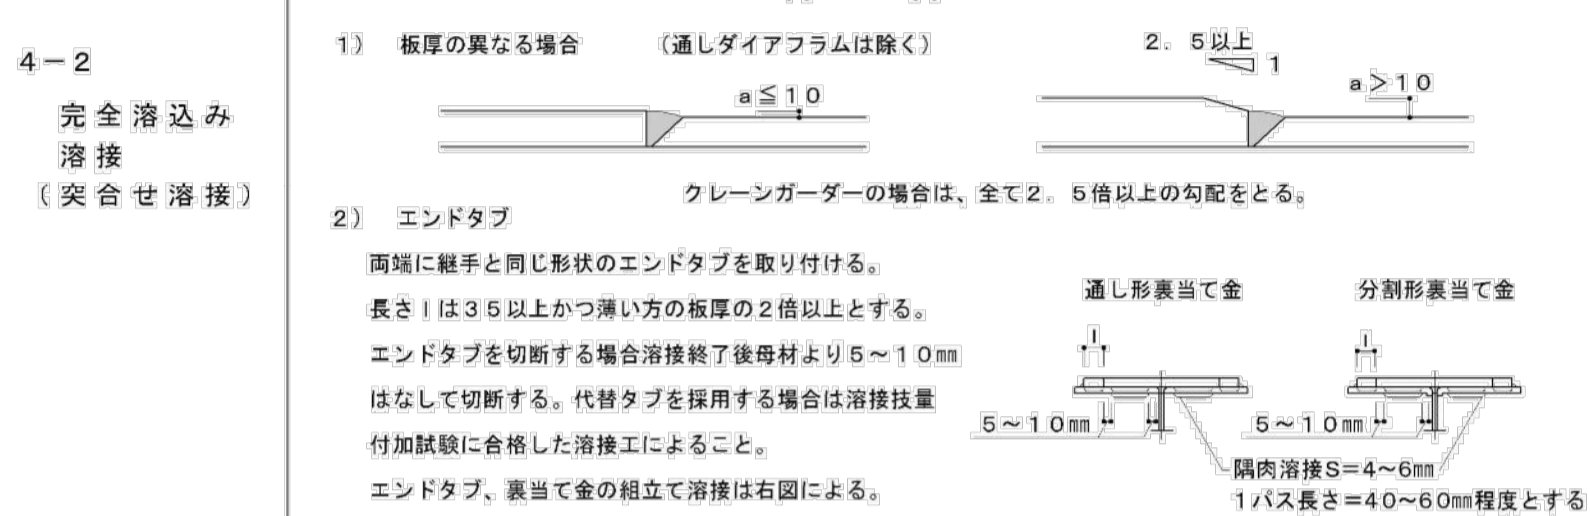 4－2
完全溶込み
溶接
（突合せ溶接）
1） 板厚の異なる場合 （通しダイアフラムは除く）
a≦10
2．5以上
1
a＞10
クレーンガーダーの場合は、全て2．5倍以上の勾配をとる。
2） エンドタブ
両端に継手と同じ形状のエンドタブを取り付ける。
長さlは35以上かつ薄い方の板厚の2倍以上とする。
エンドタブを切断する場合溶接終了後母材より5～10㎜
はなして切断する。代替タブを採用する場合は溶接技量
付加試験に合格した溶接工によること。
エンドタブ、裏当て金の組立て溶接は右図による。
通し形裏当て金
分割形裏当て金
l
l
5～10㎜
5～10㎜
隅肉溶接S＝4～6㎜
1パス長さ＝40～60㎜程度とする